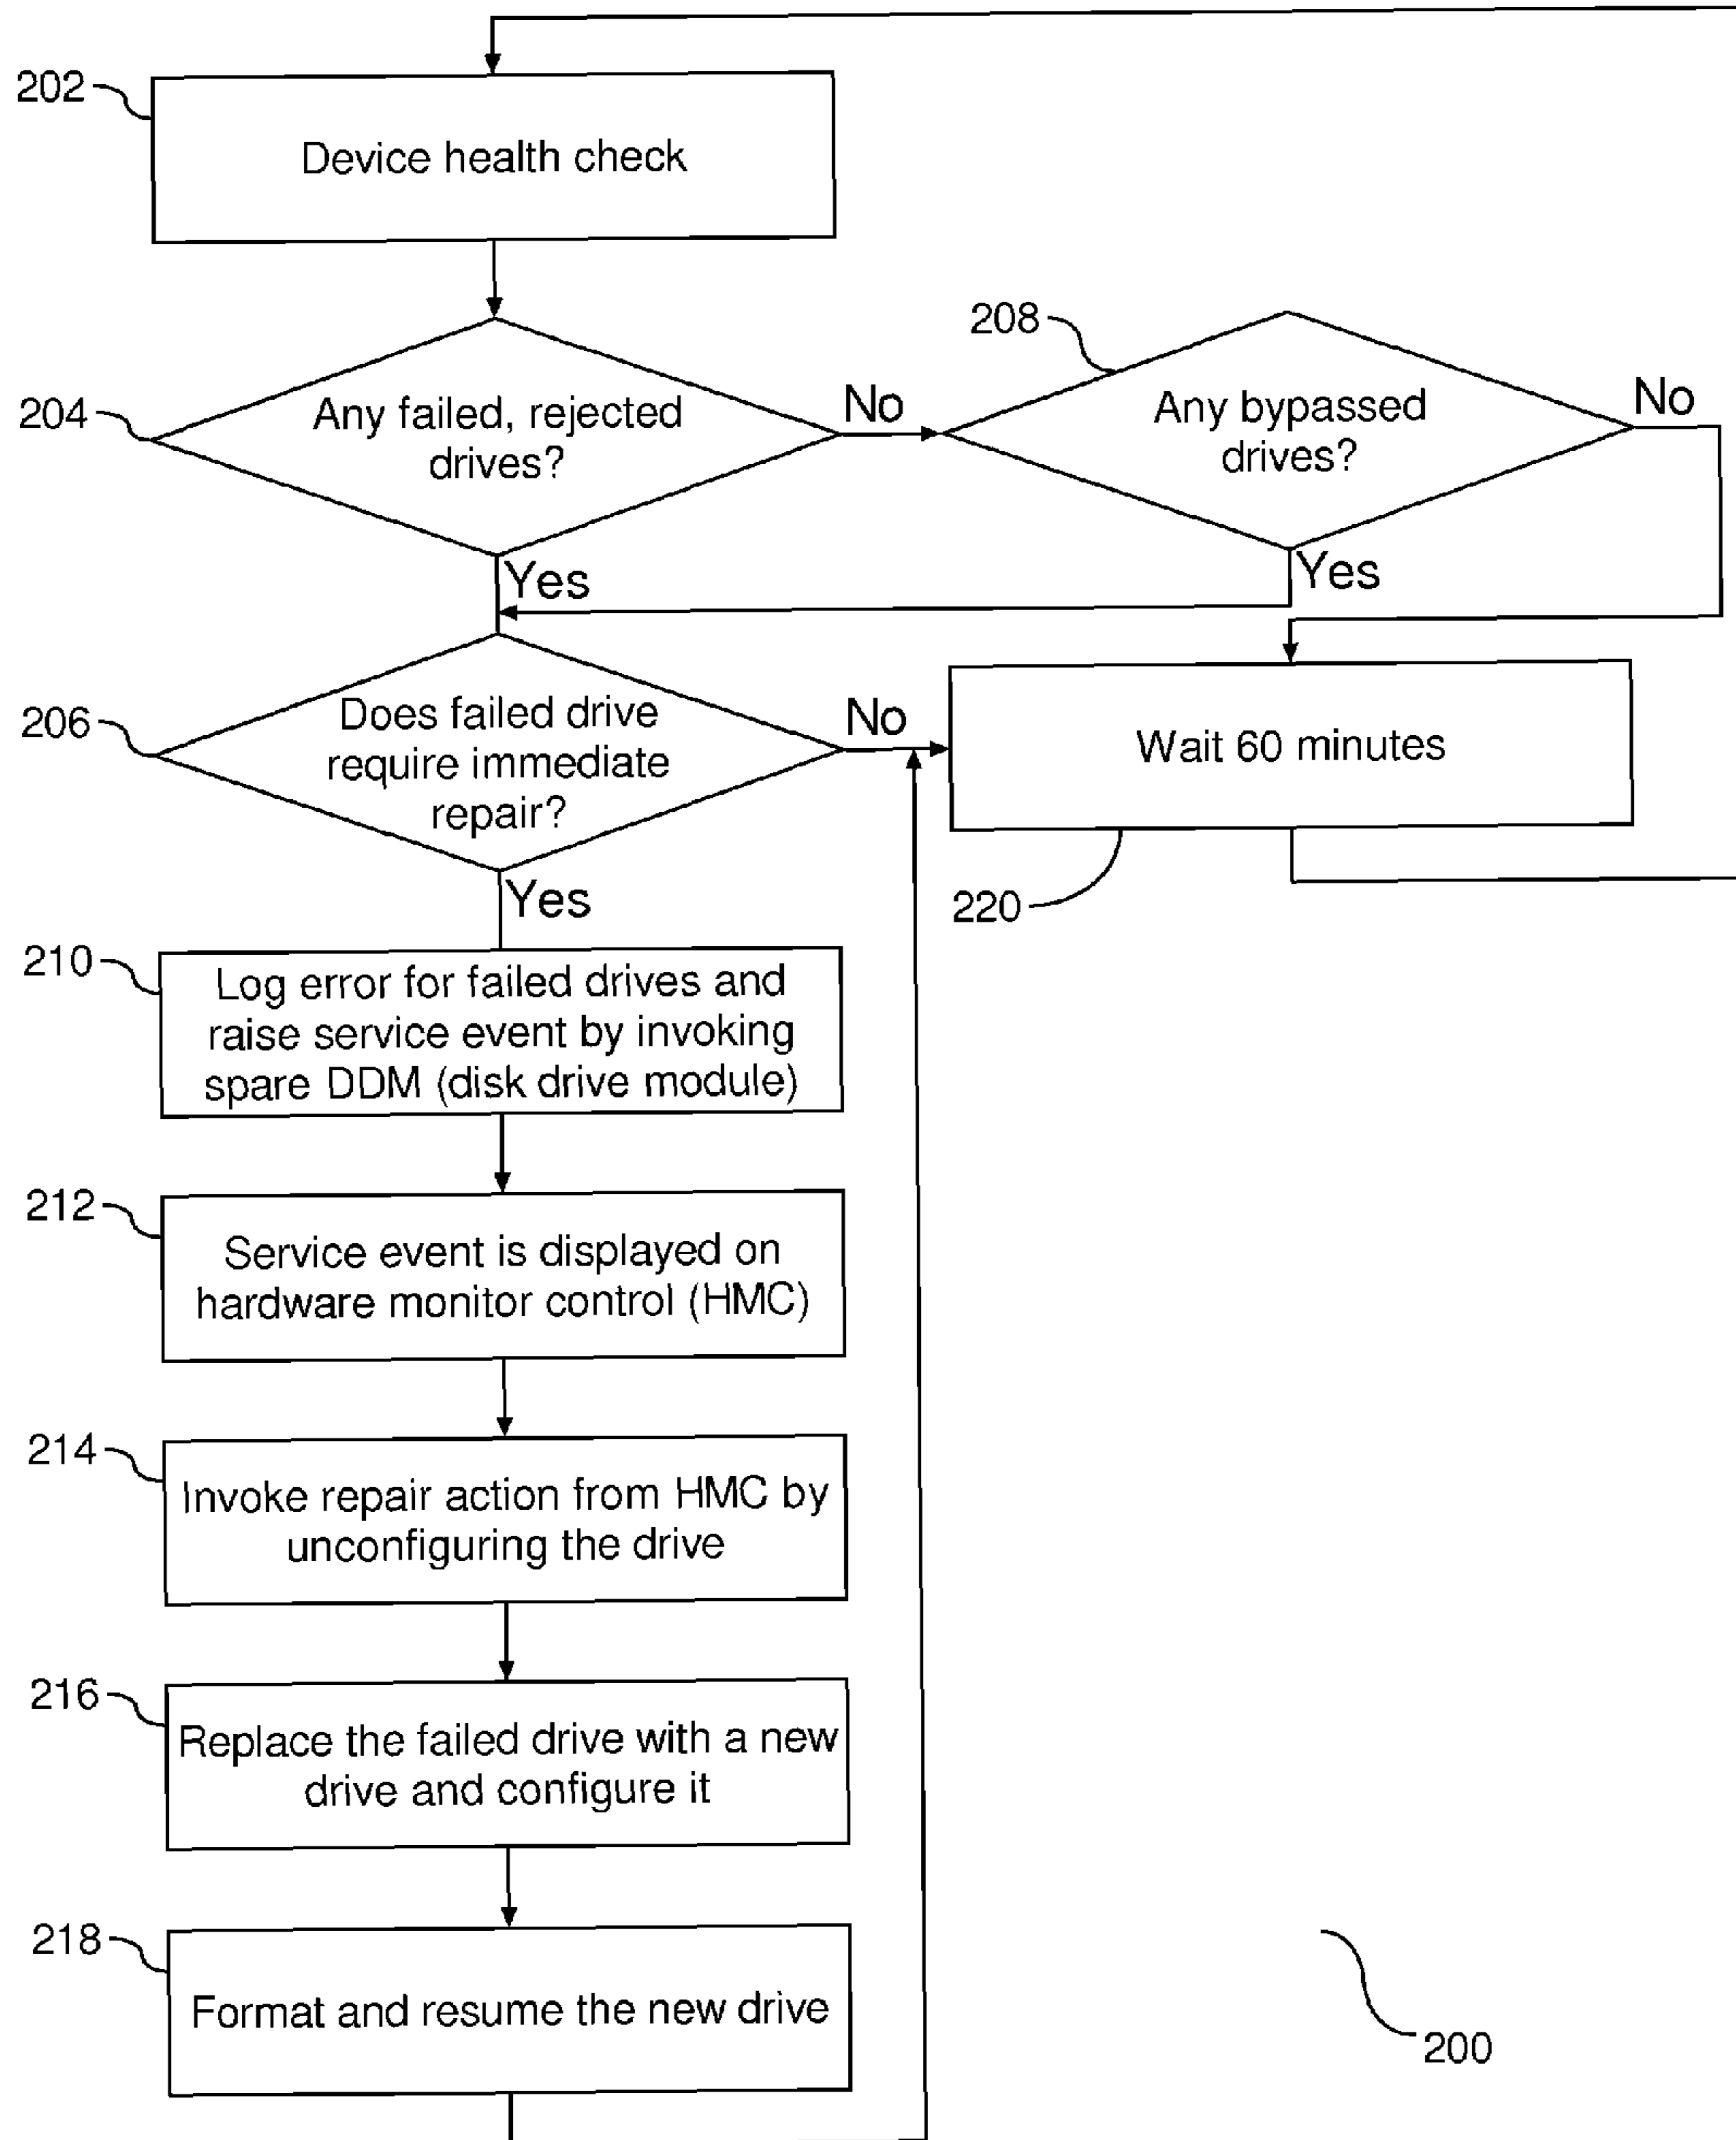 202
Device health check
204
Any failed, rejected
drives?
No
208
Any bypassed
drives?
No
Yes
Yes
206
Does failed drive
require immediate
repair?
No
Wait 60 minutes
220
Yes
210
Log error for failed drives and
raise service event by invoking
spare DDM (disk drive module)
212
Service event is displayed on
hardware monitor control (HMC)
214
Invoke repair action from HMC by
unconfiguring the drive
216
Replace the failed drive with a new
drive and configure it
218
Format and resume the new drive
200